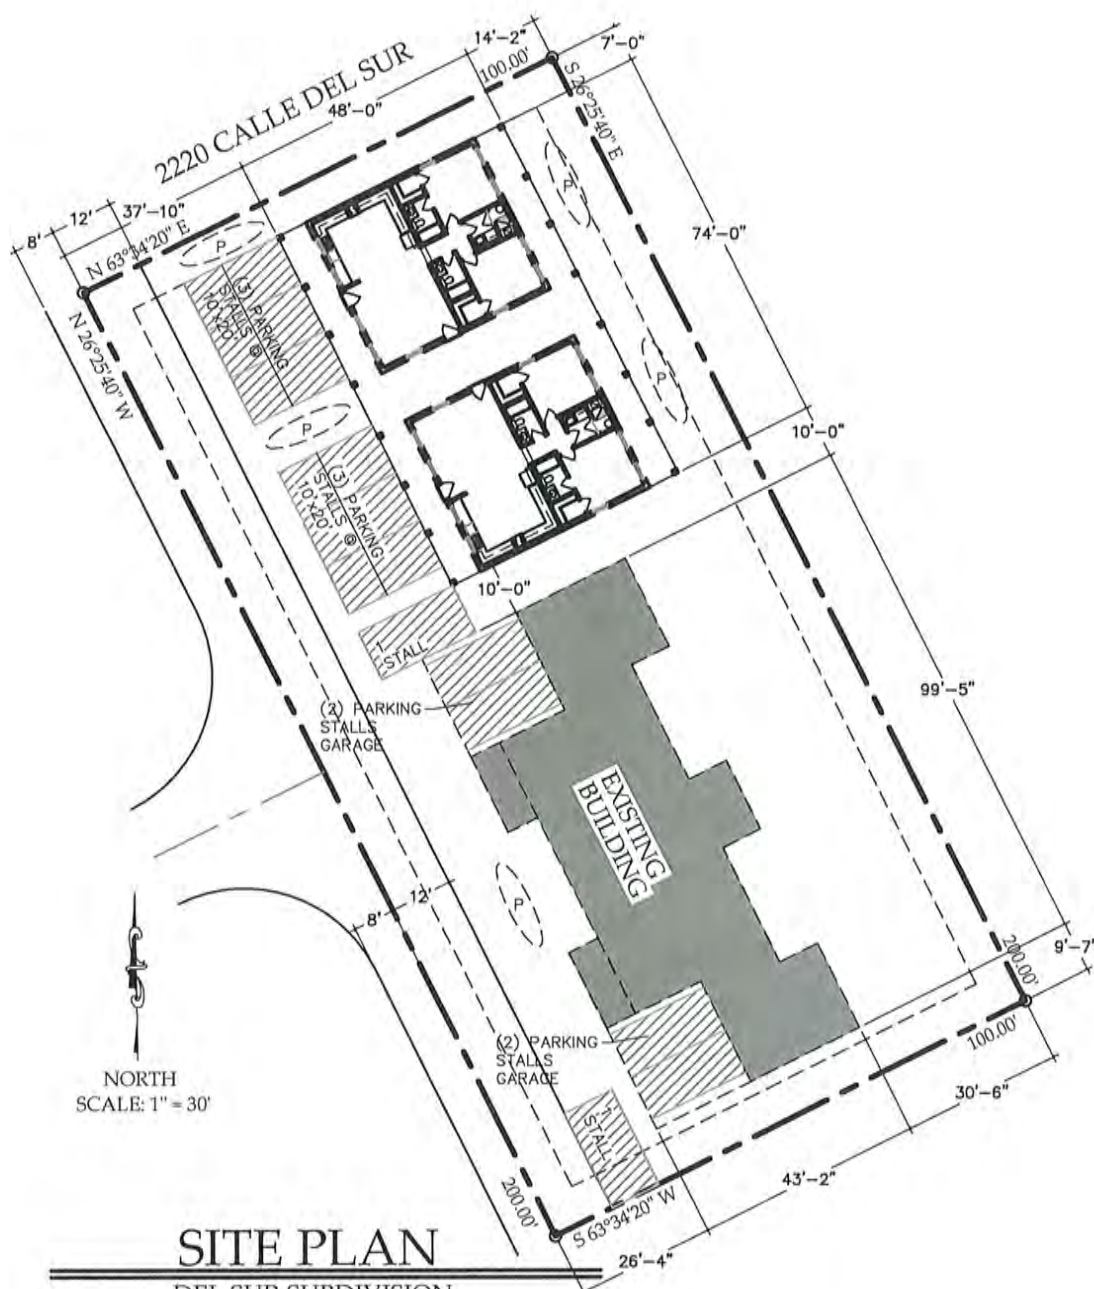 14'-2"
7'-0"
100.00'
S 26°25'40" E
2220 CALLE DEL SUR
48'-0"
37'-10"
12'
8'
N 63°34'20" E
P
P
74'-0"
N 26°25'40" W
(3) PARKING
STALLS @
10'x20'
P
P
10'-0"
(3) PARKING
STALLS @
10'x20'
10'-0"
1
STALL
99'-5"
(2) PARKING
STALLS
GARAGE
EXISTING
BUILDING
P
8'
12'
200.00'
9'-7"
NORTH
SCALE: 1" = 30'
(2) PARKING
STALLS
GARAGE
100.00'
30'-6"
1
STALL
43'-2"
200.00'
S 63°34'20" W
26'-4"
SITE PLAN
DEL SUR SUBDIVISION